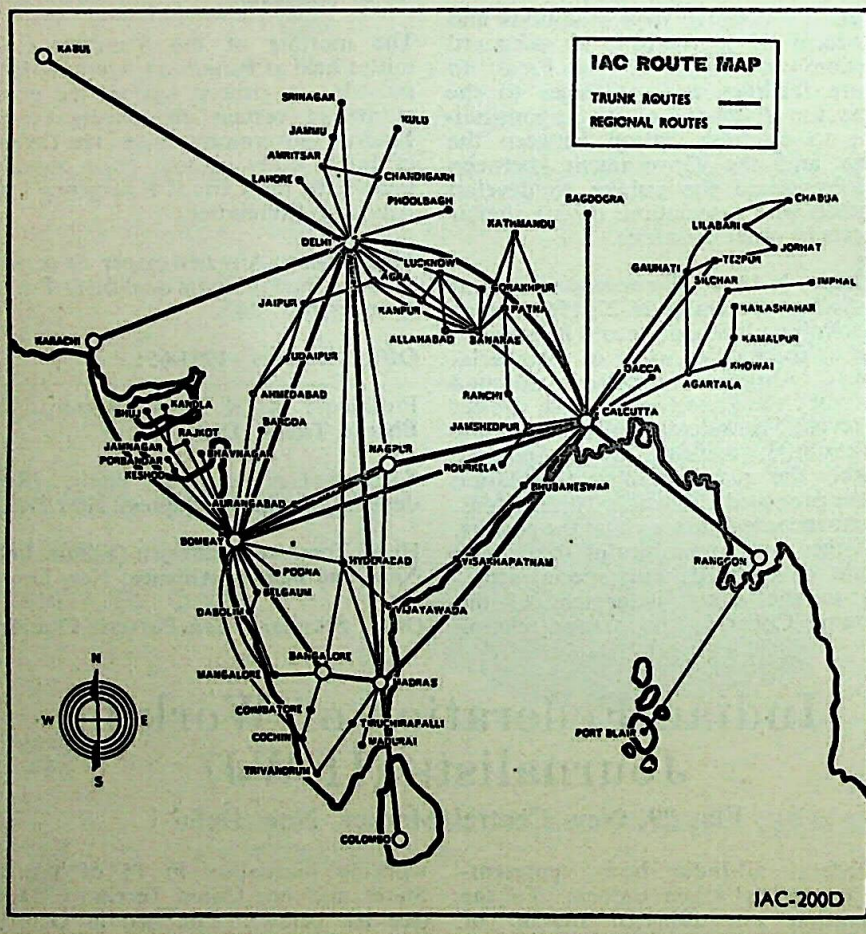 KABUL
IAC ROUTE MAP
TRUNK ROUTES
REGIONAL ROUTES
SRINAGAR
KULU
JAMMU
AMRITSAR
LAHORE
CHANDIGARH
PHOOLBAGH
BAGDOGRA
CHABUA
DELHI
KATHMANDU
LILABARI
LUCKNOW
JORHAT
GAUHATI
TEZPUR
AGRA
SILCHAR
IMPHAL
GORAKHPUR
JAIPUR
KANPUR
PATNA
KAILASHAHAR
KARACHI
ALLAHABAD
BANARAS
KAMALPUR
UDAIPUR
KHOWAI
DACCA
AGARTALA
AHMEDABAD
RANCHI
BHUJ
KANDLA
CALCUTTA
BARODA
JAMSHEDPUR
RAJKOT
NAGPUR
JAMNAGAR
BHAVNAGAR
PORBANDAR
ROURKELA
KESHOD
BHUBANESWAR
AURANGABAD
BOMBAY
HYDERABAD
VISAKHAPATNAM
RANGOON
POONA
BELGAUM
DABOLIM
VIJAYAWADA
BANGALORE
MANGALORE
MADRAS
N
COIMBATORE
W
E
TIRUCHIRAPALLI
PORT BLAIR
COCHIN
MADURAI
S
TRIVANDRUM
COLOMBO
IAC-200D